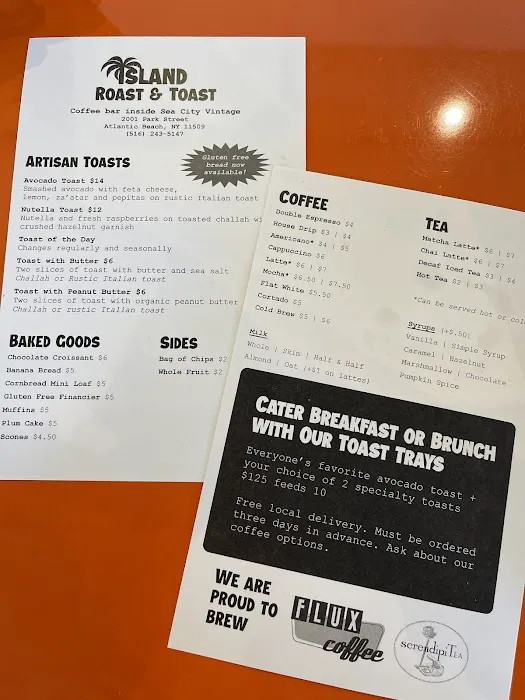 ISLAND
ROAST & TOAST
Coffee bar inside Sea City Vintage
2001 Park Street
Atlantic Beach, NY 11509
(516) 243-5147
ARTISAN TOASTS
Gluten free
bread now
available!
Avocado Toast $14
Smashed avocado with feta cheese,
lemon, za'atar and pepitas on rustic Italian toast
Nutella Toast $12
Nutella and fresh raspberries on toasted challah wi
crushed hazelnut garnish
Toast of the Day
Changes regularly and seasonally
Toast with Butter $6
Two slices of toast with butter and sea salt
Challah or Rustic Italian toast
Toast with Peanut Butter $6
Two slices of toast with organic peanut butter
Challah or rustic Italian toast
BAKED GOODS
Chocolate Croissant $6
Banana Bread $5
Cornbread Mini Loaf $5
Gluten Free Financier $5
Muffins $5
Plum Cake $5
Scones $4.50
SIDES
Bag of Chips $2
Whole Fruit $2
COFFEE
Double Espresso $4
House Drip $3 | $4
Americano* $4 | $5
Cappuccino $6
Latte* $6 | $7
Mocha* $6.50 | $7.50
Flat White $5.50
Cortado $5
Cold Brew $5 | $6
Milk
Whole | Skim | Half & Half
Almond | Oat (+$1 on lattes)
TEA
Matcha Latte* $6 | $7
Chai Latte* $6 | $7
Decaf Iced Tea $3 | $4
Hot Tea $2 | $3
*Can be served hot or cold
Syrups (+$.50)
Vanilla | Simple Syrup
Caramel | Hazelnut
Marshmallow | Chocolate
Pumpkin Spice
CATER BREAKFAST OR BRUNCH
WITH OUR TOAST TRAYS
Everyone's favorite avocado toast +
your choice of 2 specialty toasts
$125 feeds 10
Free local delivery. Must be ordered
three days in advance. Ask about our
coffee options.
WE ARE
PROUD TO
BREW
FLUX
coffee
serendipiTea